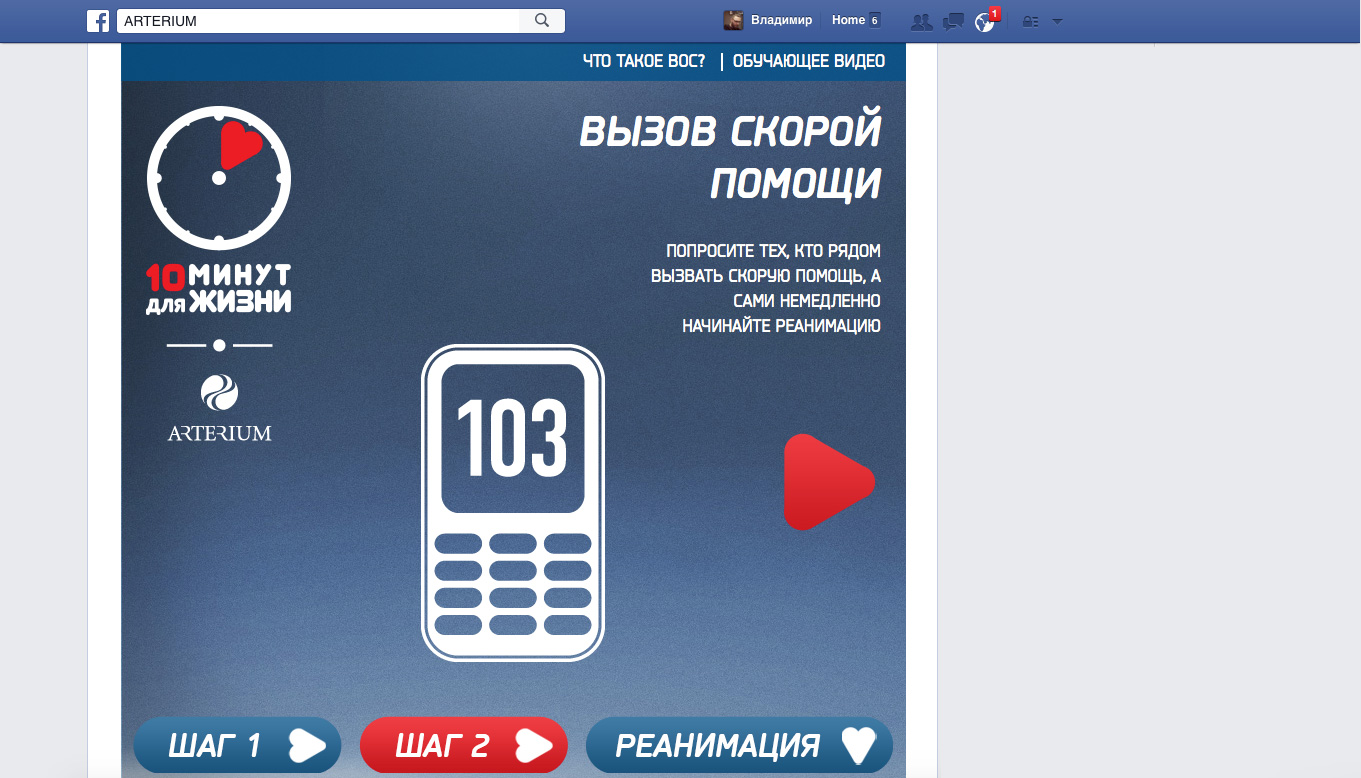 ARTERIUM
Владимир
Home 6
1
ЧТО ТАКОЕ ВОС? | ОБУЧАЮЩЕЕ ВИДЕО
ВЫЗОВ СКОРОЙ
ПОМОЩИ
10 МИНУТ
ДЛЯ ЖИЗНИ
ARTERIUM
ПОПРОСИТЕ ТЕХ, КТО РЯДОМ
ВЫЗВАТЬ СКОРУЮ ПОМОЩЬ, А
САМИ НЕМЕДЛЕННО
НАЧИНАЙТЕ РЕАНИМАЦИЮ
103
ШАГ 1
ШАГ 2
РЕАНИМАЦИЯ